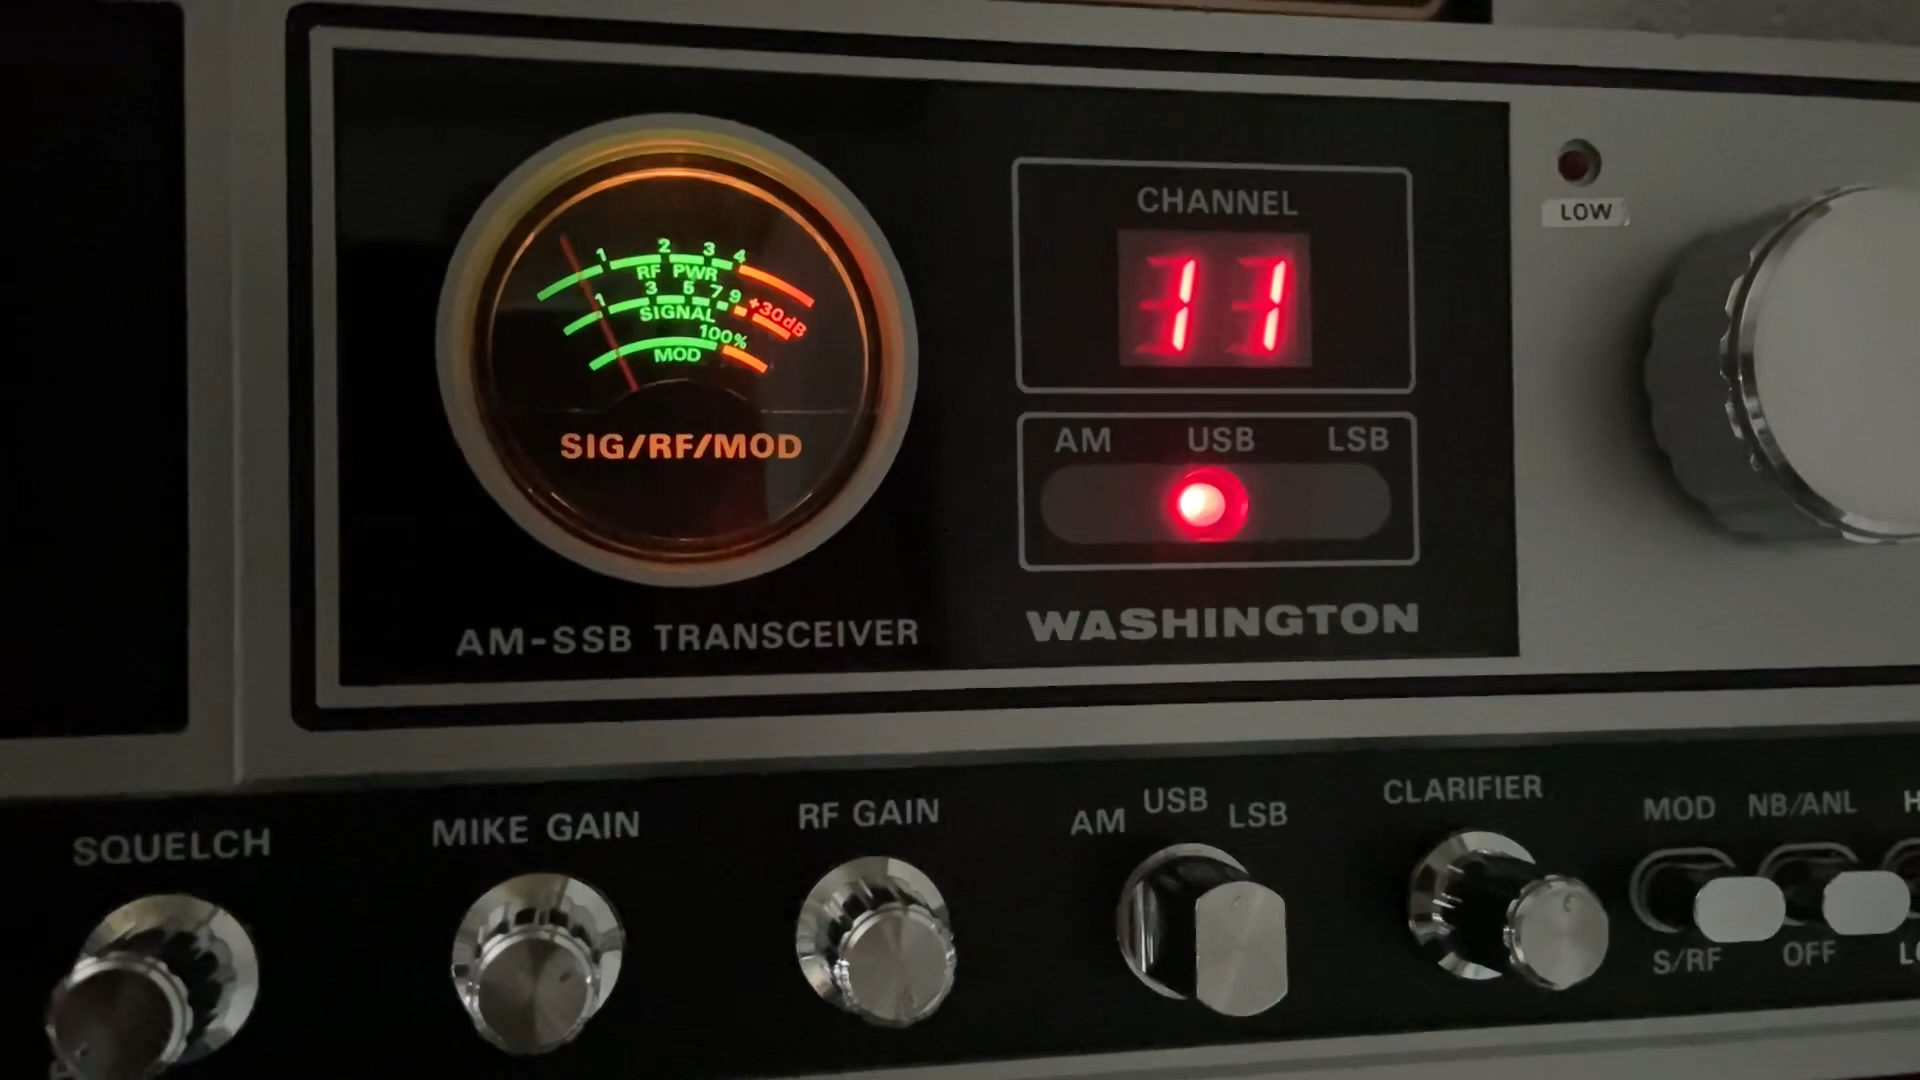 CHANNEL
11
LOW
1 2 3 4
RF PWR
1 3 5 7 9 +30dB
SIGNAL
100%
MOD
SIG/RF/MOD
AM USB LSB
AM-SSB TRANSCEIVER
WASHINGTON
SQUELCH
MIKE GAIN
RF GAIN
AM USB LSB
CLARIFIER
MOD
S/RF
NB/ANL
OFF